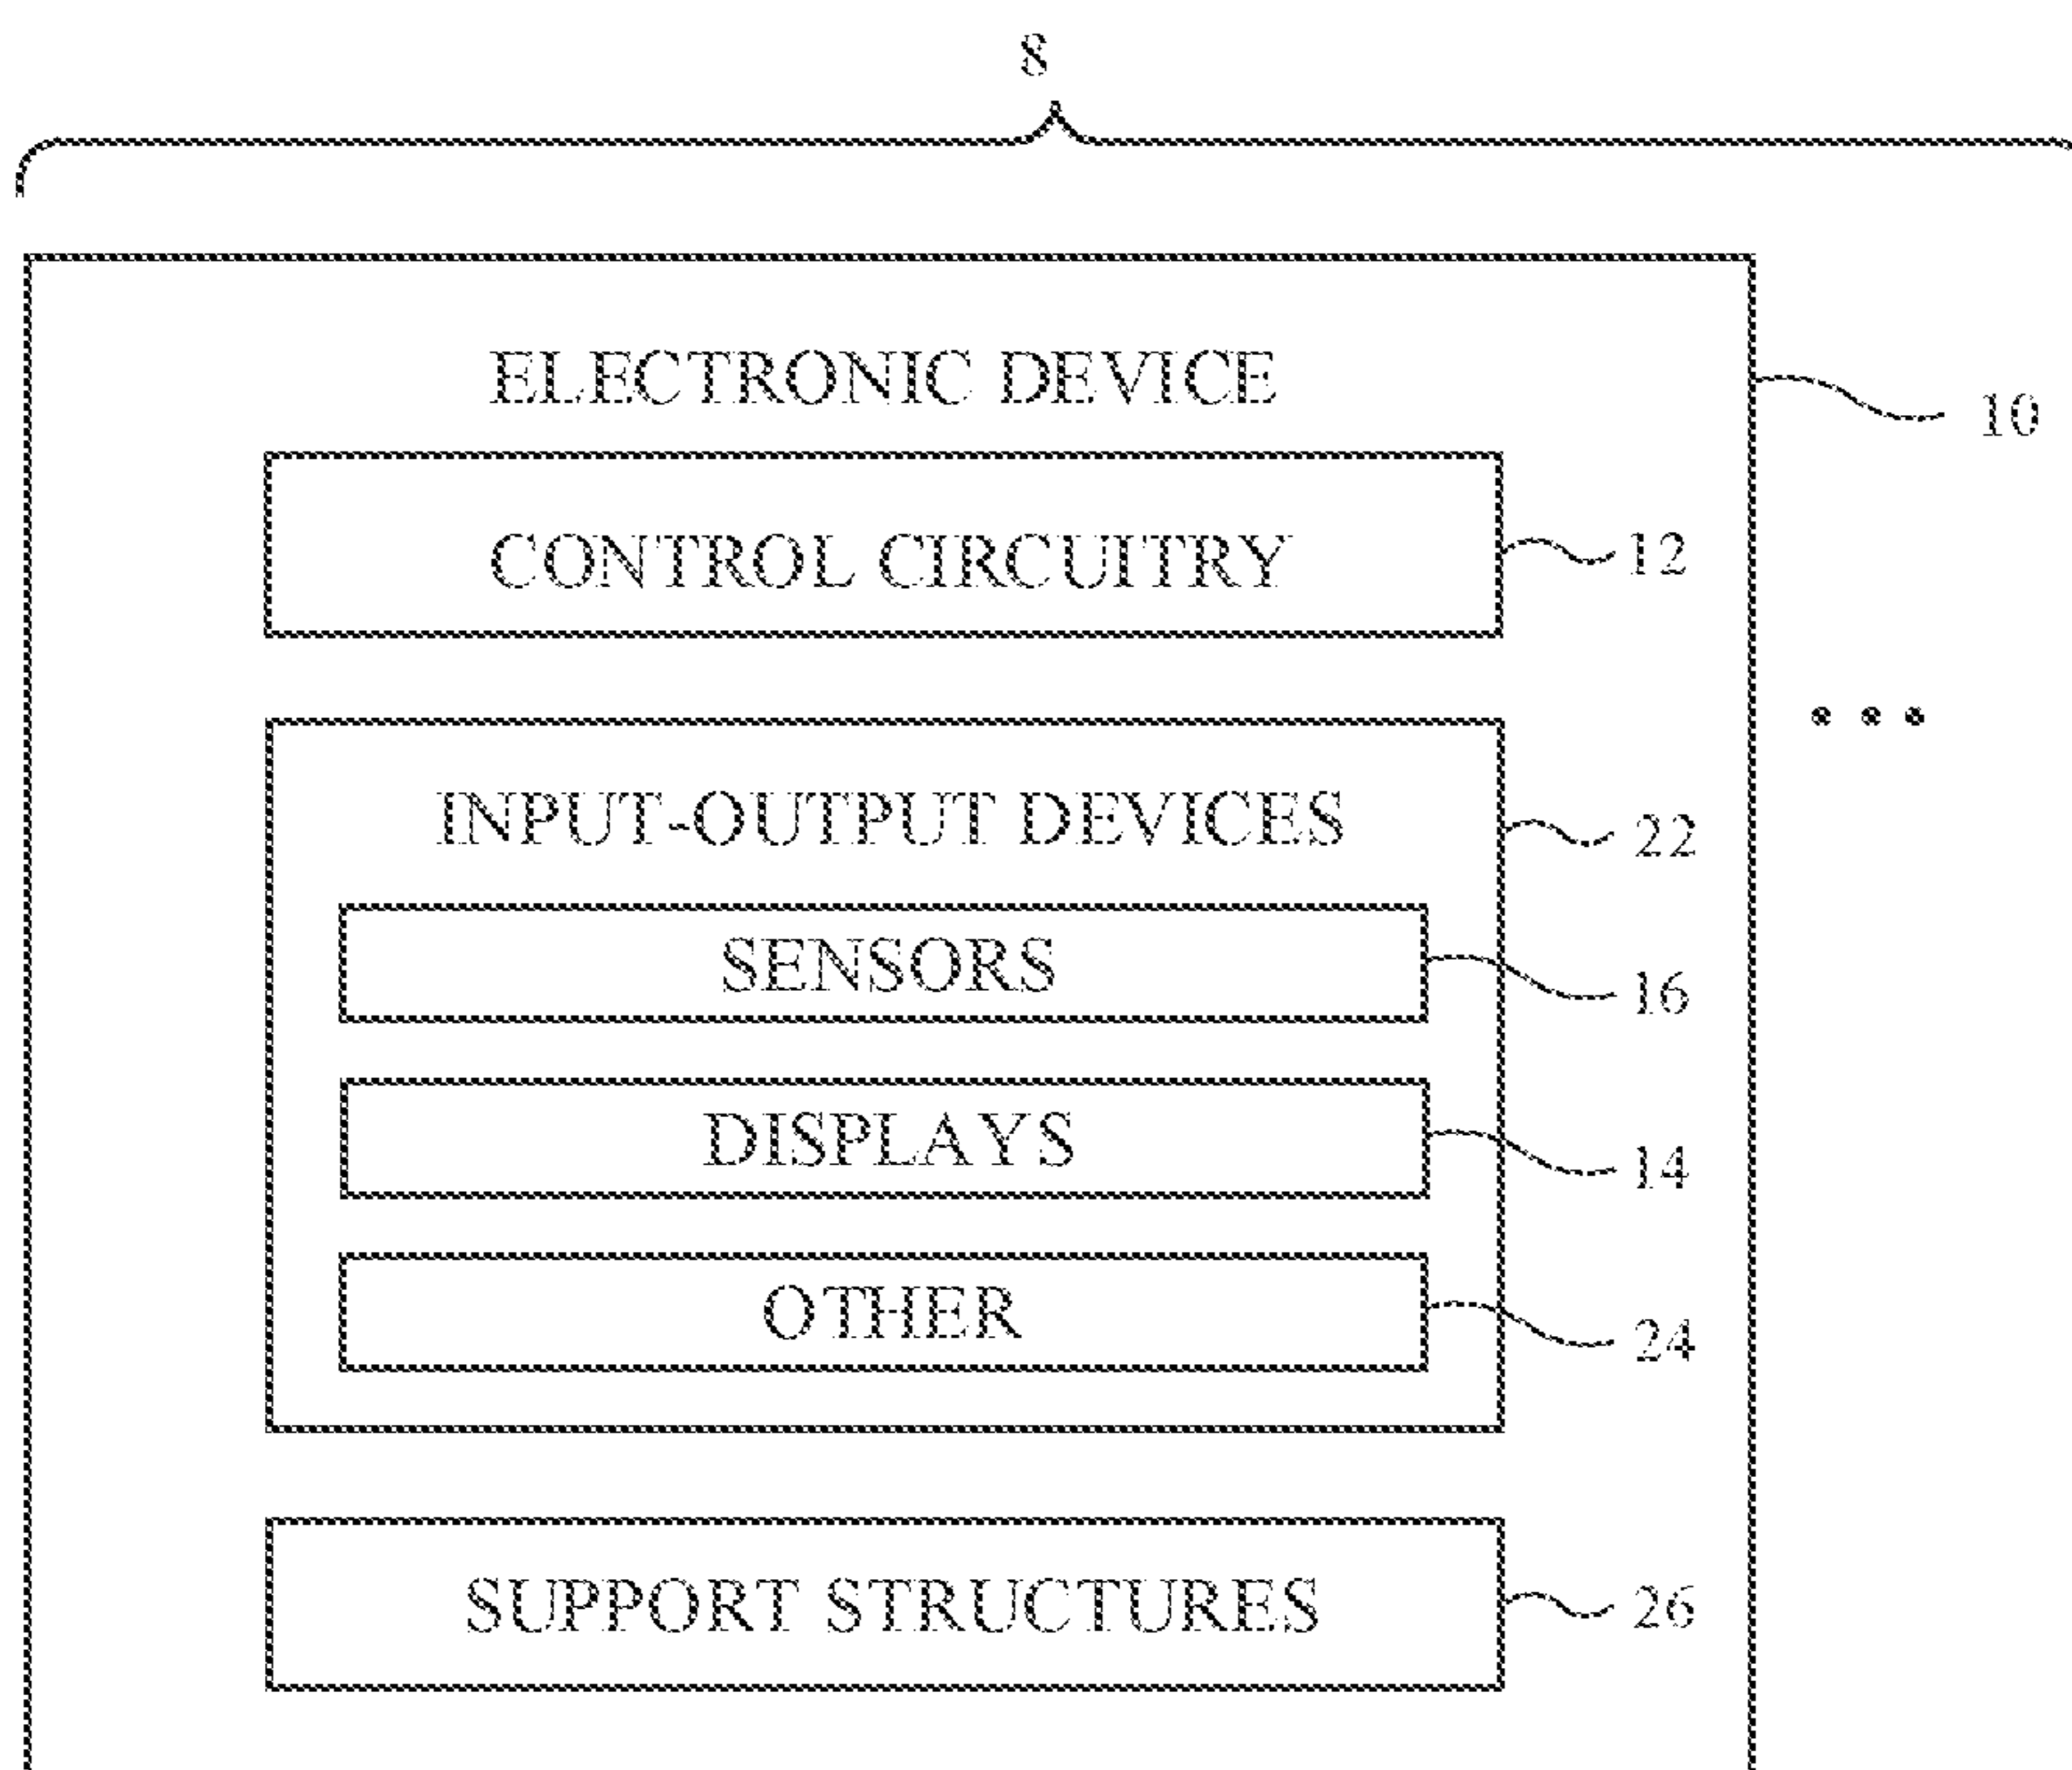 8
ELECTRONIC DEVICE
10
CONTROL CIRCUITRY
12
INPUT-OUTPUT DEVICES
22
SENSORS
16
DISPLAYS
14
OTHER
24
SUPPORT STRUCTURES
26